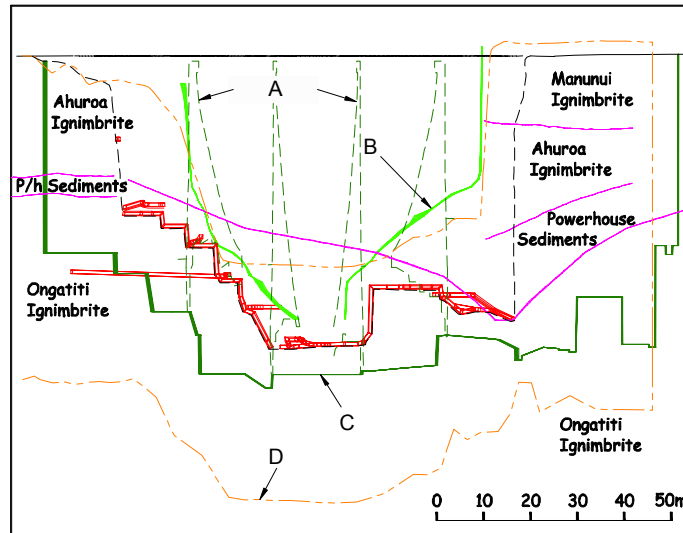 Manunui
Ignimbrite
A
Ahuroa
Ignimbrite
B
Ahuroa
Ignimbrite
P/h Sediments
Powerhouse
Sediments
Ongatiti
Ignimbrite
C
Ongatiti
Ignimbrite
D
0 10 20 30 40 50m